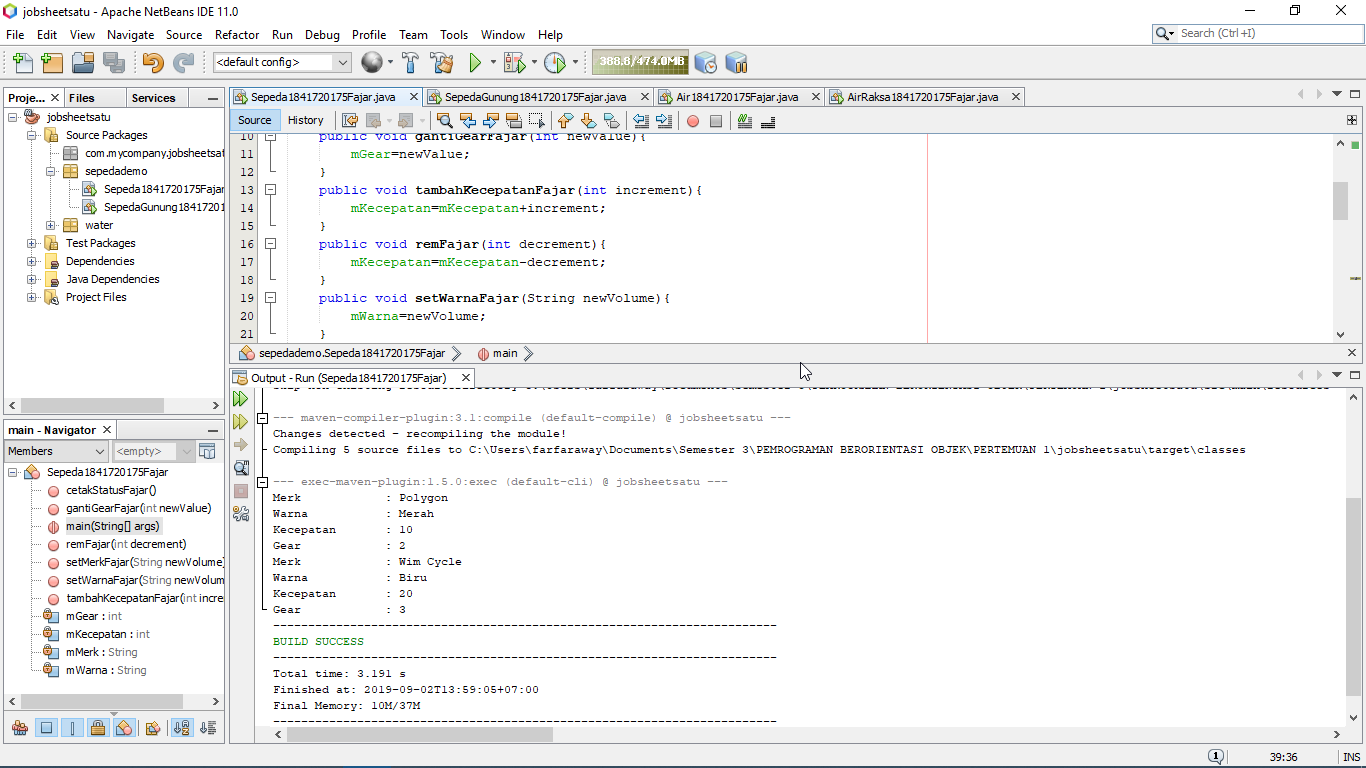 jobsheetsatu - Apache NetBeans IDE 11.0
File Edit View Navigate Source Refactor Run Debug Profile Team Tools Window Help
Search (Ctrl+I)
<default config>
368.8/474.0MB
Proje... Files Services
jobsheetsatu
Source Packages
com.mycompany.jobsheetsat
sepedademo
Sepeda1841720175Fajar
SepedaGunung18417201
water
Test Packages
Dependencies
Java Dependencies
Project Files
main - Navigator
Members <empty>
Sepeda1841720175Fajar
cetakStatusFajar()
gantiGearFajar(int newValue)
main(String[] args)
remFajar(int decrement)
setMerkFajar(String newVolume)
setWarnaFajar(String newVolum
tambahKecepatanFajar(int incre
mGear : int
mKecepatan : int
mMerk : String
mWarna : String
Sepeda1841720175Fajar.java SepedaGunung1841720175Fajar.java Air1841720175Fajar.java AirRaksa1841720175Fajar.java
Source History
10 public void gantiGearFajar(int newValue){
11 mGear=newValue;
12 }
13 public void tambahKecepatanFajar(int increment){
14 mKecepatan=mKecepatan+increment;
15 }
16 public void remFajar(int decrement){
17 mKecepatan=mKecepatan-decrement;
18 }
19 public void setWarnaFajar(String newVolume){
20 mWarna=newVolume;
21 }
sepedademo.Sepeda1841720175Fajar main
Output - Run (Sepeda1841720175Fajar)
--- maven-compiler-plugin:3.1:compile (default-compile) @ jobsheetsatu ---
Changes detected - recompiling the module!
Compiling 5 source files to C:\Users\farfaraway\Documents\Semester 3\PEMROGRAMAN BERORIENTASI OBJEK\PERTEMUAN 1\jobsheetsatu\target\classes
--- exec-maven-plugin:1.5.0:exec (default-cli) @ jobsheetsatu ---
Merk : Polygon
Warna : Merah
Kecepatan : 10
Gear : 2
Merk : Wim Cycle
Warna : Biru
Kecepatan : 20
Gear : 3
------------------------------------------------------------------------
BUILD SUCCESS
------------------------------------------------------------------------
Total time: 3.191 s
Finished at: 2019-09-02T13:59:05+07:00
Final Memory: 10M/37M
------------------------------------------------------------------------
1 39:36 INS